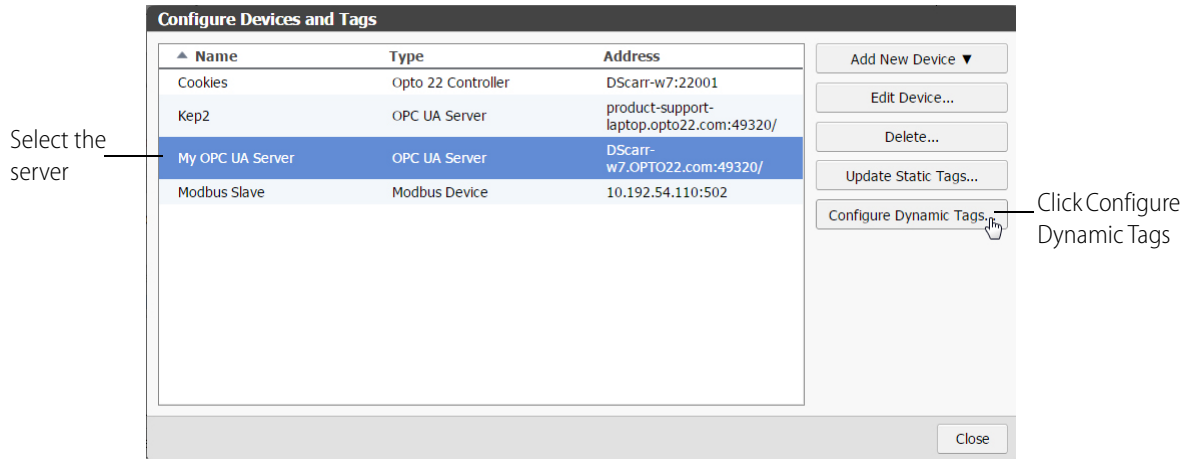 Configure Devices and Tags
▲ Name Type Address
Cookies Opto 22 Controller DScarr-w7:22001
Kep2 OPC UA Server product-support-
laptop.opto22.com:49320/
My OPC UA Server OPC UA Server DScarr-
w7.OPTO22.com:49320/
Modbus Slave Modbus Device 10.192.54.110:502
Add New Device ▼
Edit Device...
Delete...
Update Static Tags...
Configure Dynamic Tags...
Close
Select the
server
Click Configure
Dynamic Tags